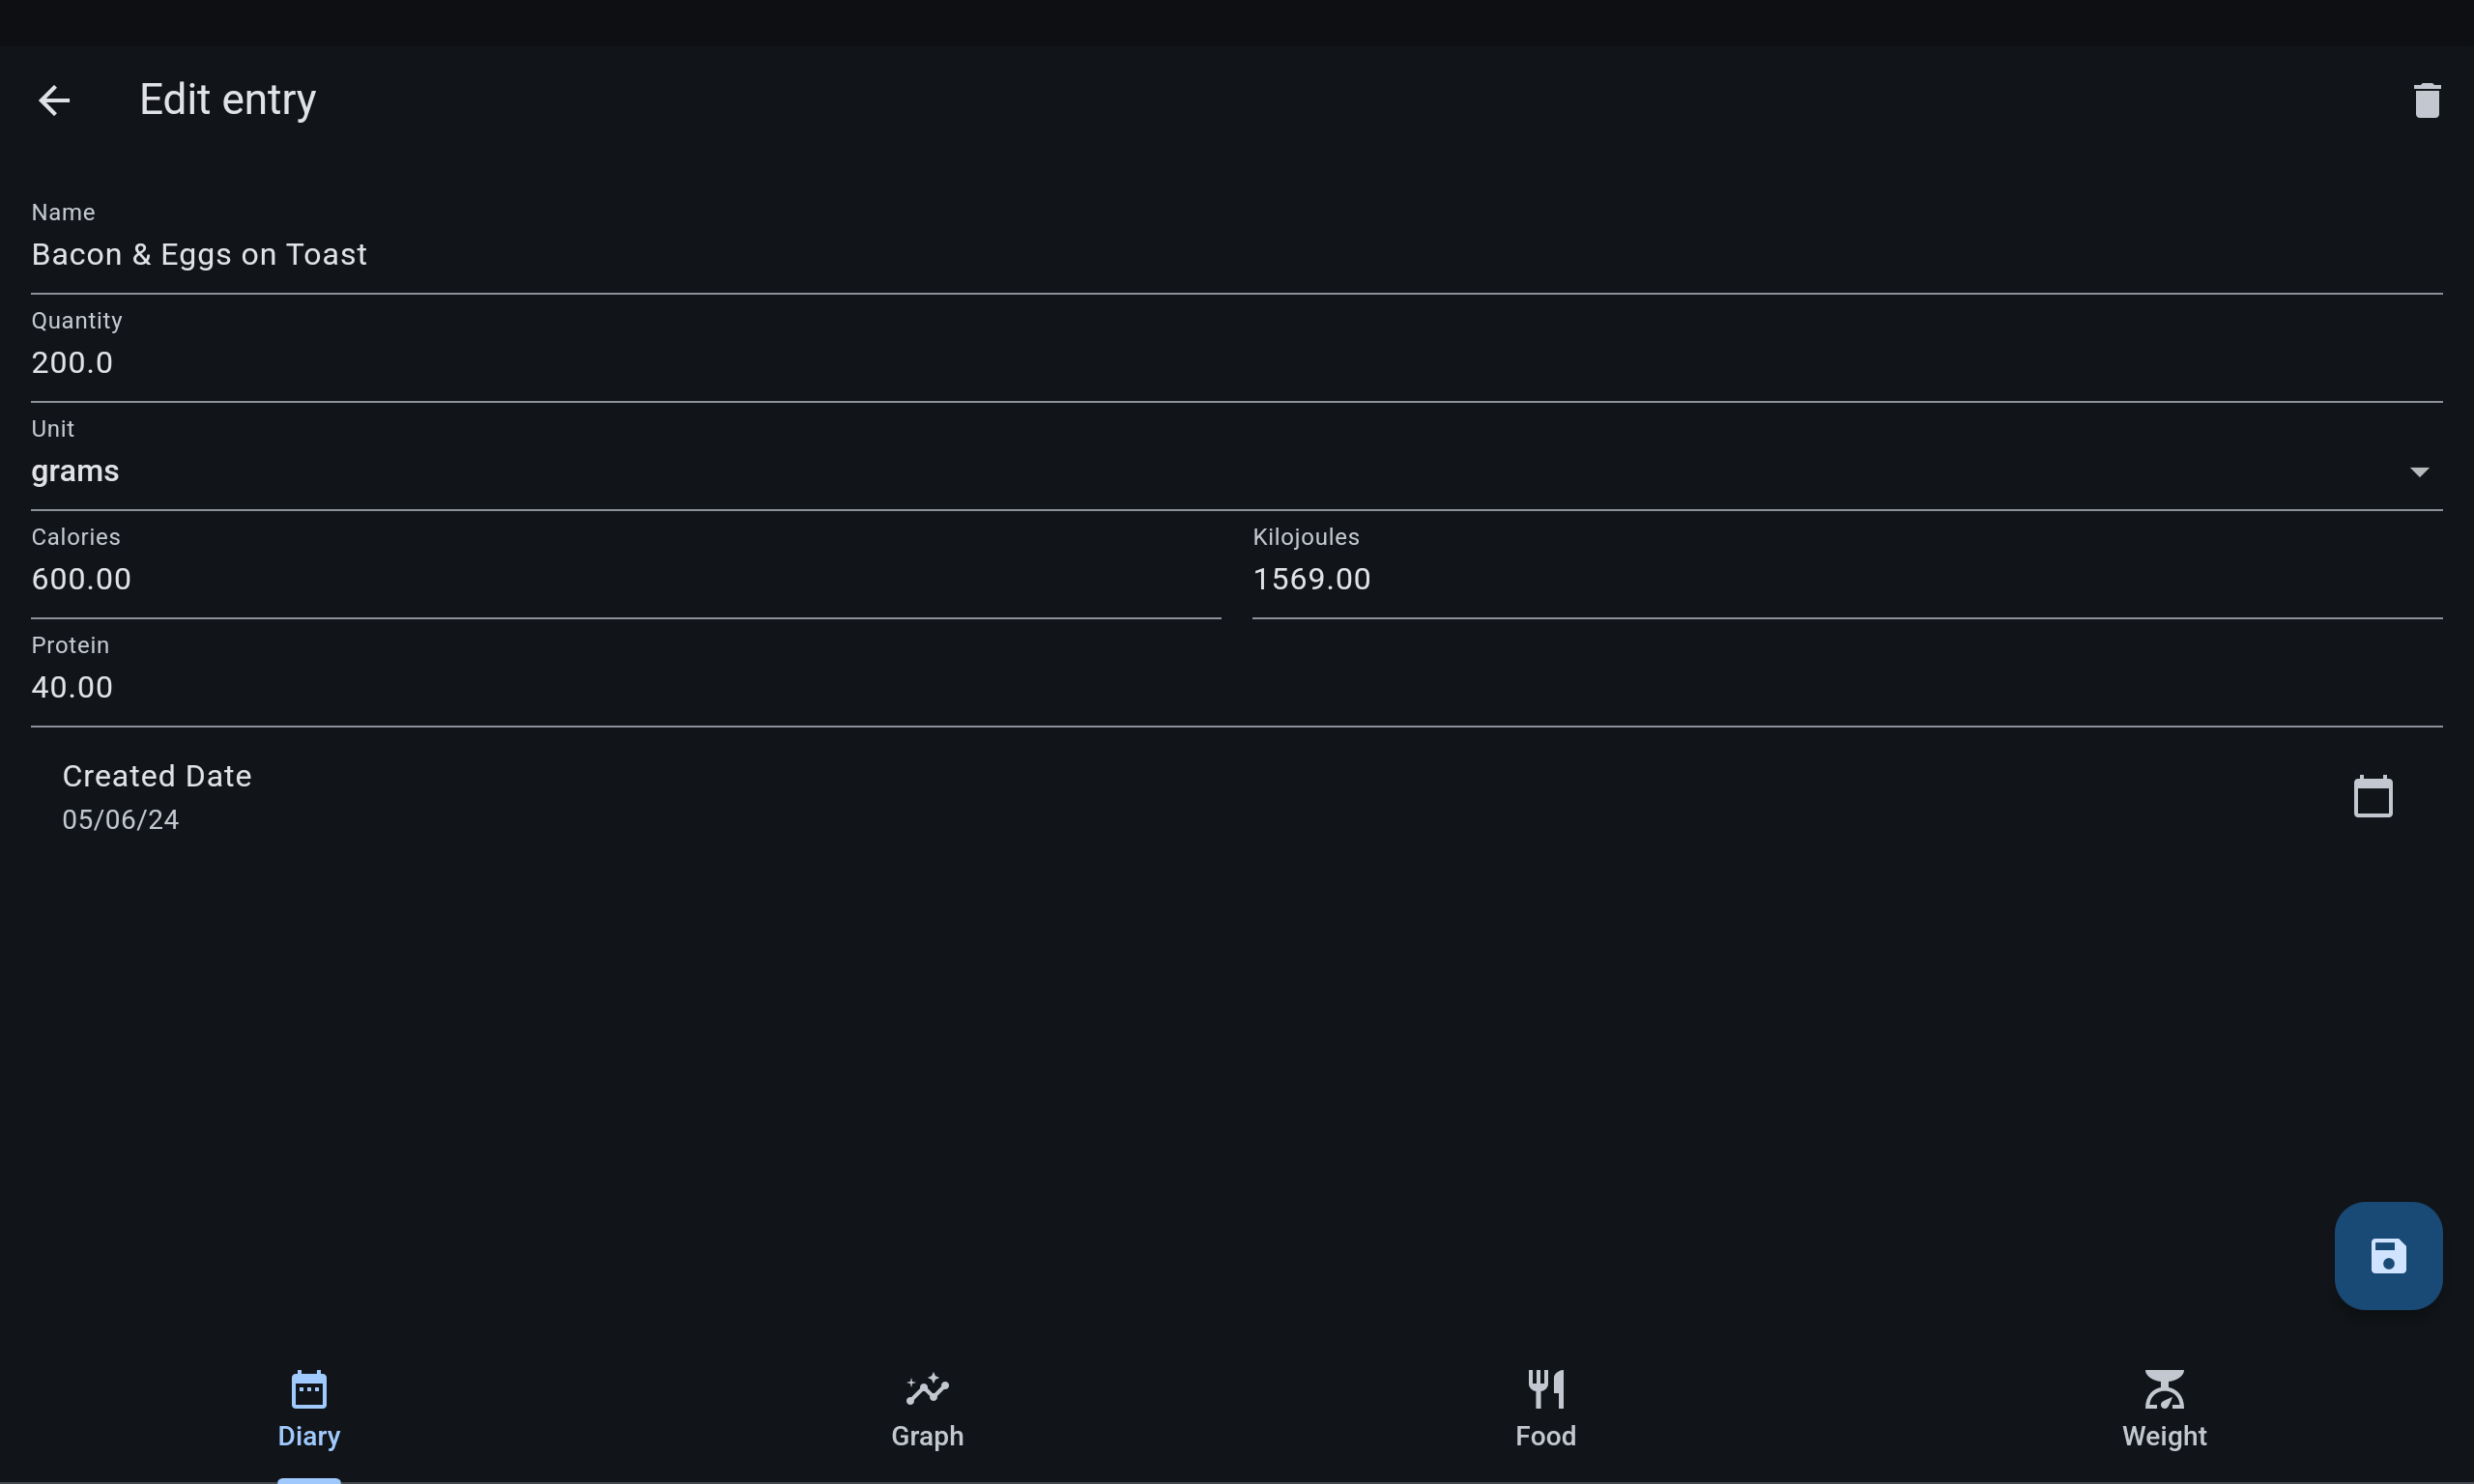 Edit entry
Name
Bacon & Eggs on Toast
Quantity
200.0
Unit
grams
Calories
600.00
Kilojoules
1569.00
Protein
40.00
Created Date
05/06/24
Diary
Graph
Food
Weight